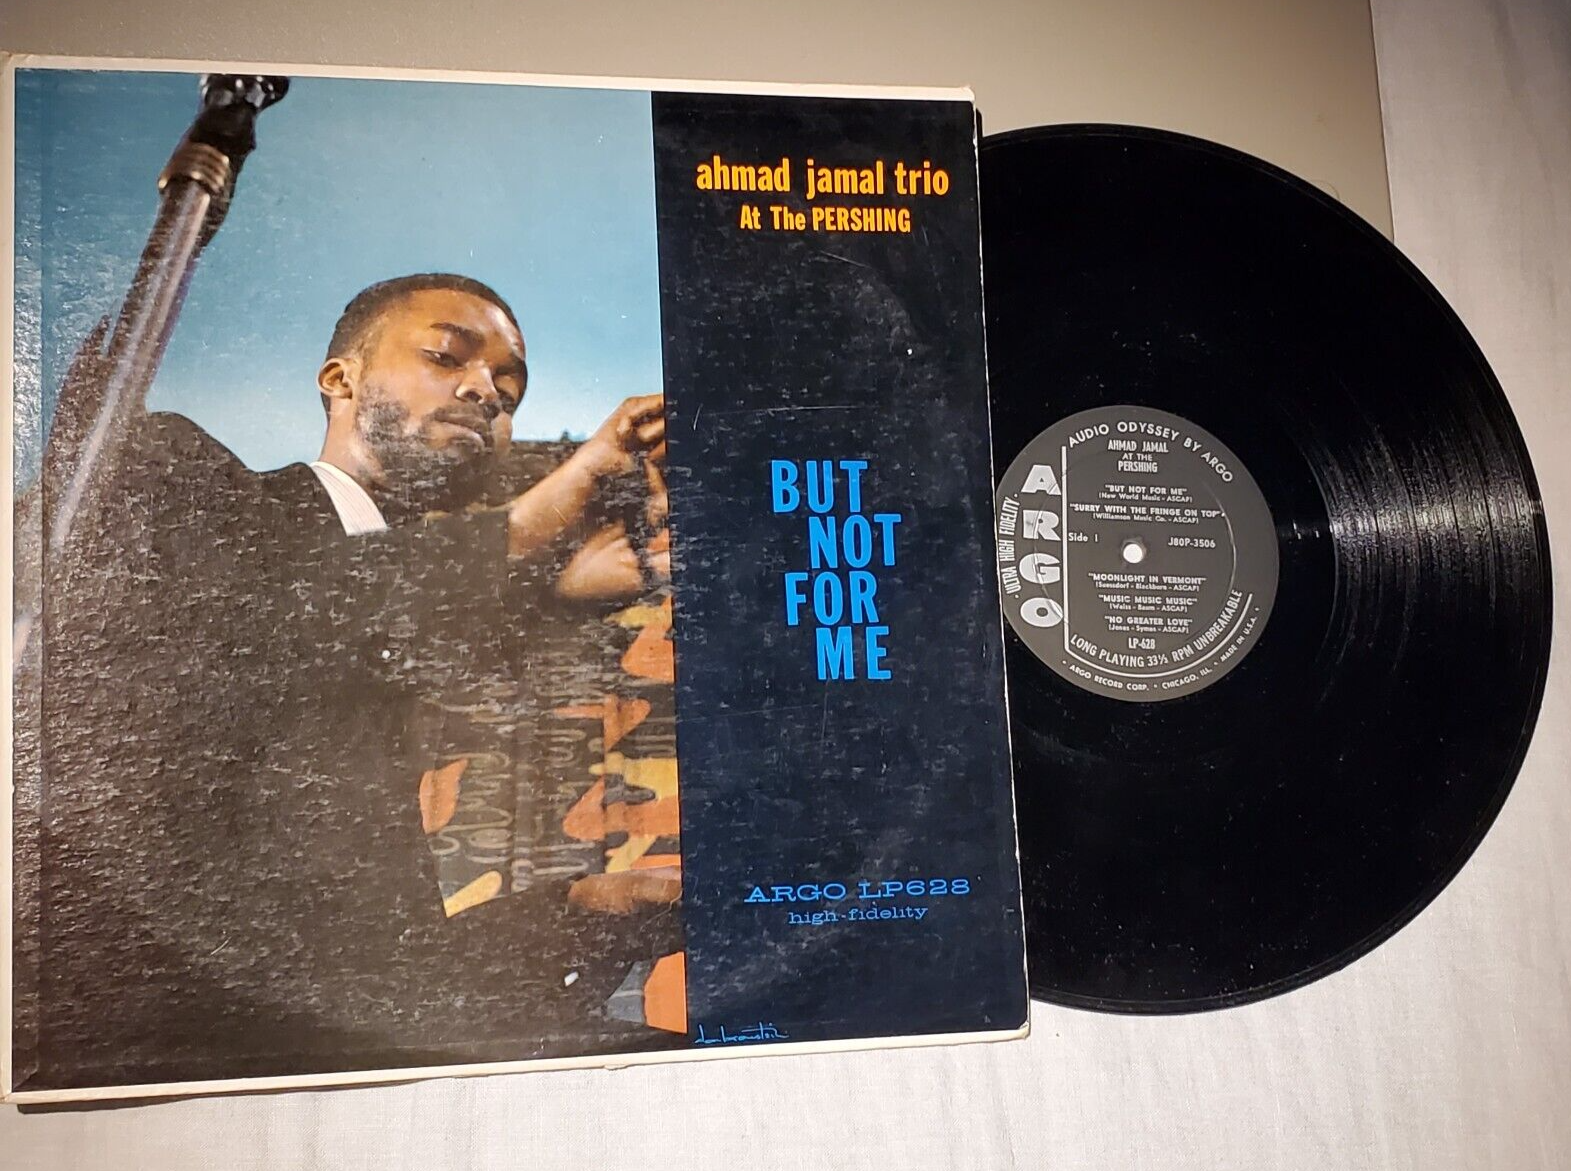 ahmad jamal trio
At The PERSHING
BUT
NOT
FOR
ME
ARGO LP628
high-fidelity
AUDIO ODYSSEY BY ARGO
AHMAD JAMAL
AT THE
PERSHING
"BUT NOT FOR ME"
(New World Music - ASCAP)
"SURRY WITH THE FRINGE ON TOP"
(Williamson Music Co. - ASCAP)
Side 1
J80P-3506
"MOONLIGHT IN VERMONT"
(Suessdorf - Blackburn - ASCAP)
"MUSIC MUSIC MUSIC"
(Weiss - Baum - ASCAP)
"NO GREATER LOVE"
(Jones - Symes - ASCAP)
LP-628
ARGO
ULTRA HIGH FIDELITY
LONG PLAYING 33⅓ RPM UNBREAKABLE
• ARGO RECORD CORP. • CHICAGO, ILL. • MADE IN U.S.A. •